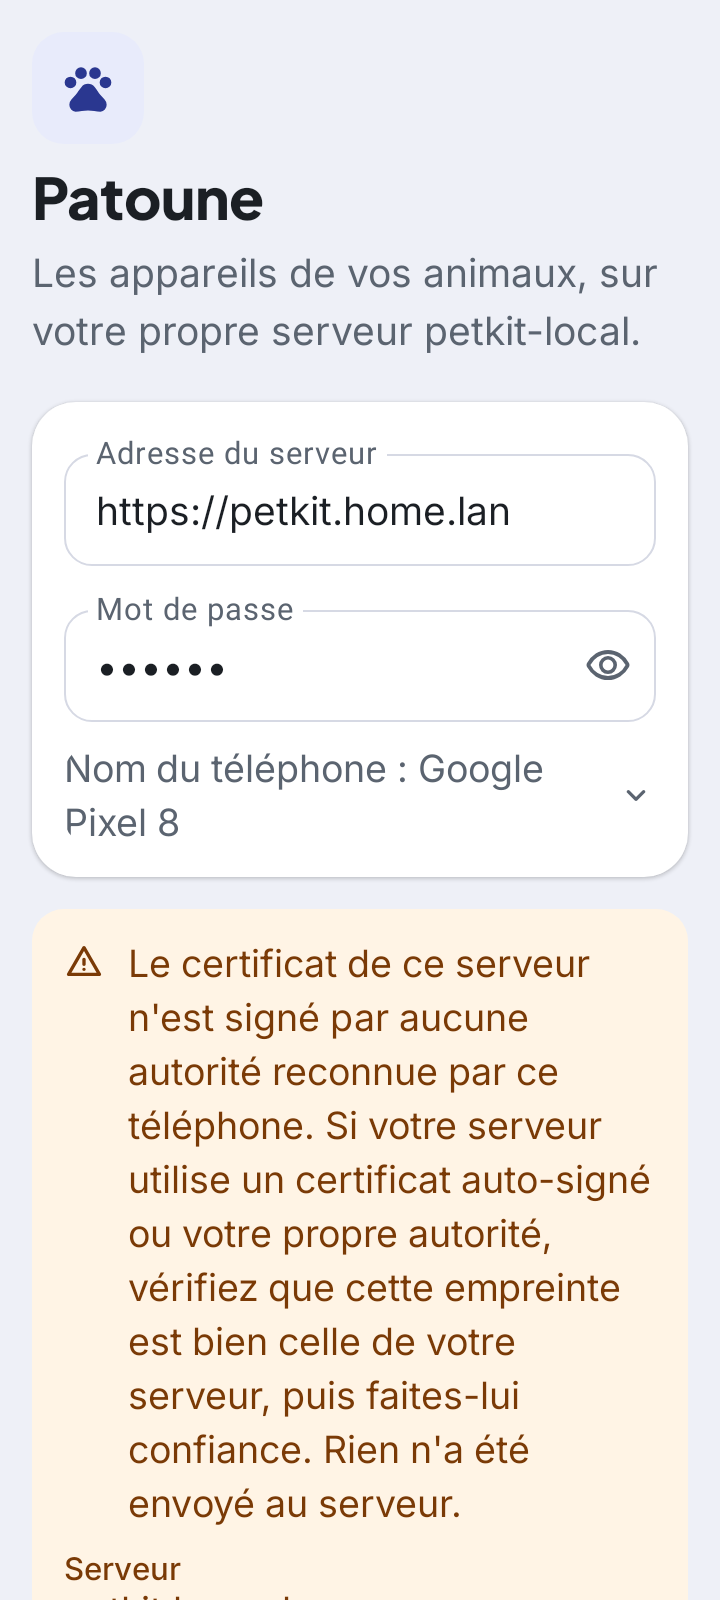 Patoune
Les appareils de vos animaux, sur
votre propre serveur petkit-local.
Adresse du serveur
https://petkit.home.lan
Mot de passe
••••••
Nom du téléphone : Google
Pixel 8
Le certificat de ce serveur
n'est signé par aucune
autorité reconnue par ce
téléphone. Si votre serveur
utilise un certificat auto-signé
ou votre propre autorité,
vérifiez que cette empreinte
est bien celle de votre
serveur, puis faites-lui
confiance. Rien n'a été
envoyé au serveur.
Serveur